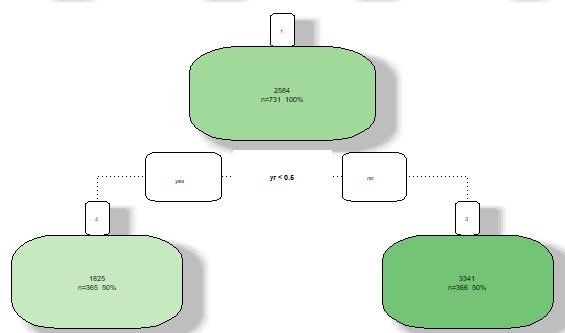 1
2584
n=731 100%
yes
yr < 0.5
no
2
3
1825
n=365 50%
3341
n=366 50%